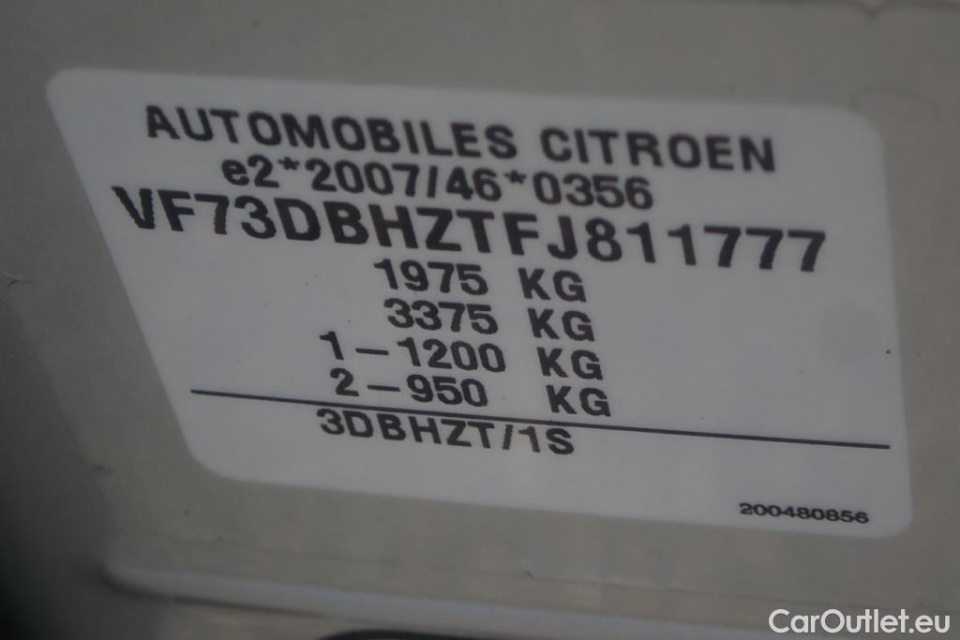 AUTOMOBILES CITROEN
e2*2007/46*0356
VF73DBHZTFJ811777
1975 KG
3375 KG
1-1200 KG
2-950 KG
3DBHZT/1S
200480856
CarOutlet.eu